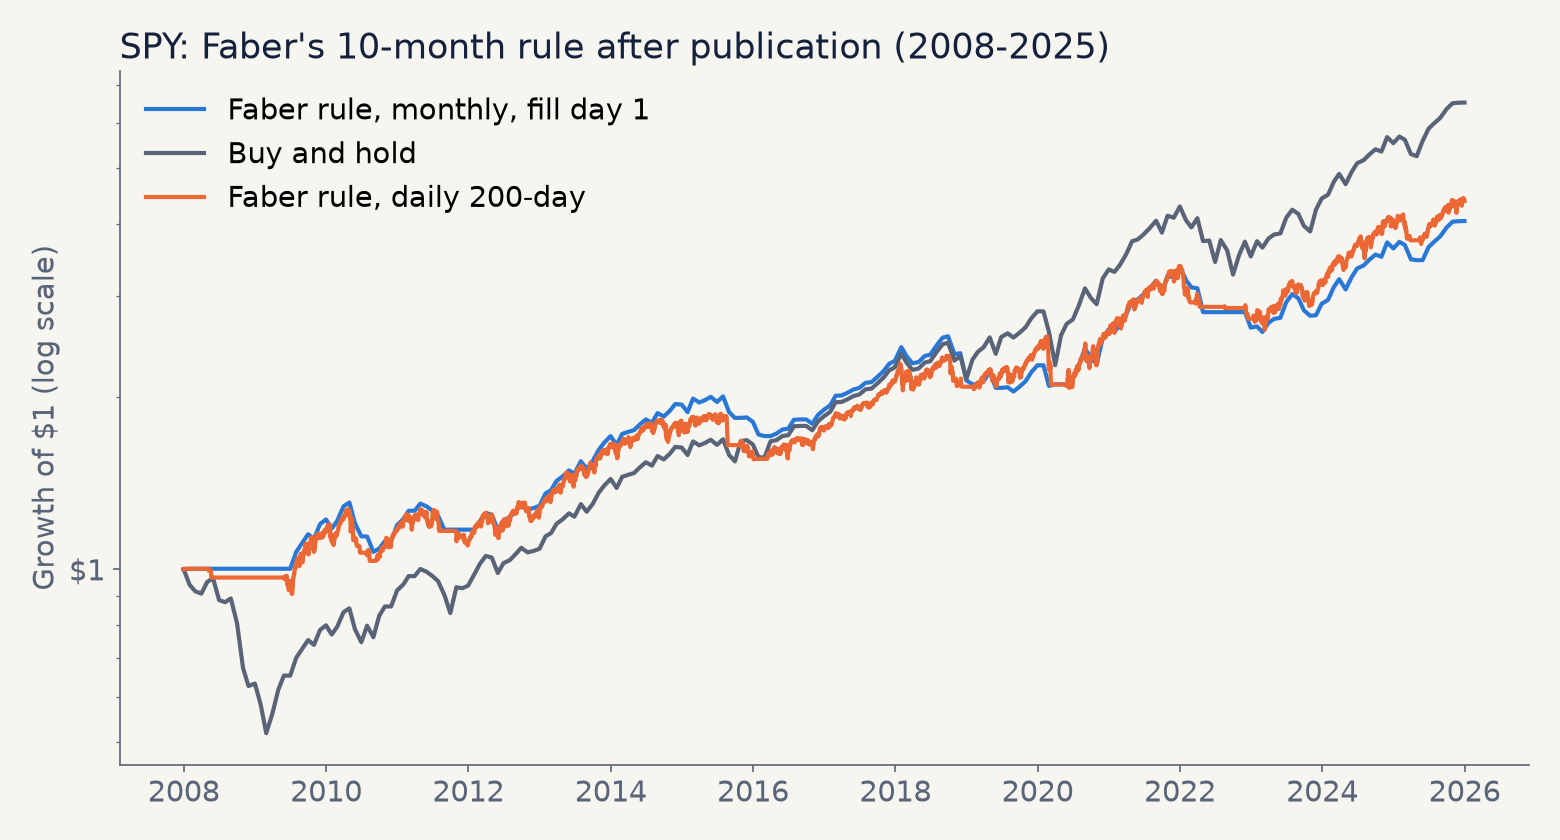 SPY: Faber's 10-month rule after publication (2008-2025)
Faber rule, monthly, fill day 1
Buy and hold
Faber rule, daily 200-day
Growth of $1 (log scale)
$1
2008 2010 2012 2014 2016 2018 2020 2022 2024 2026